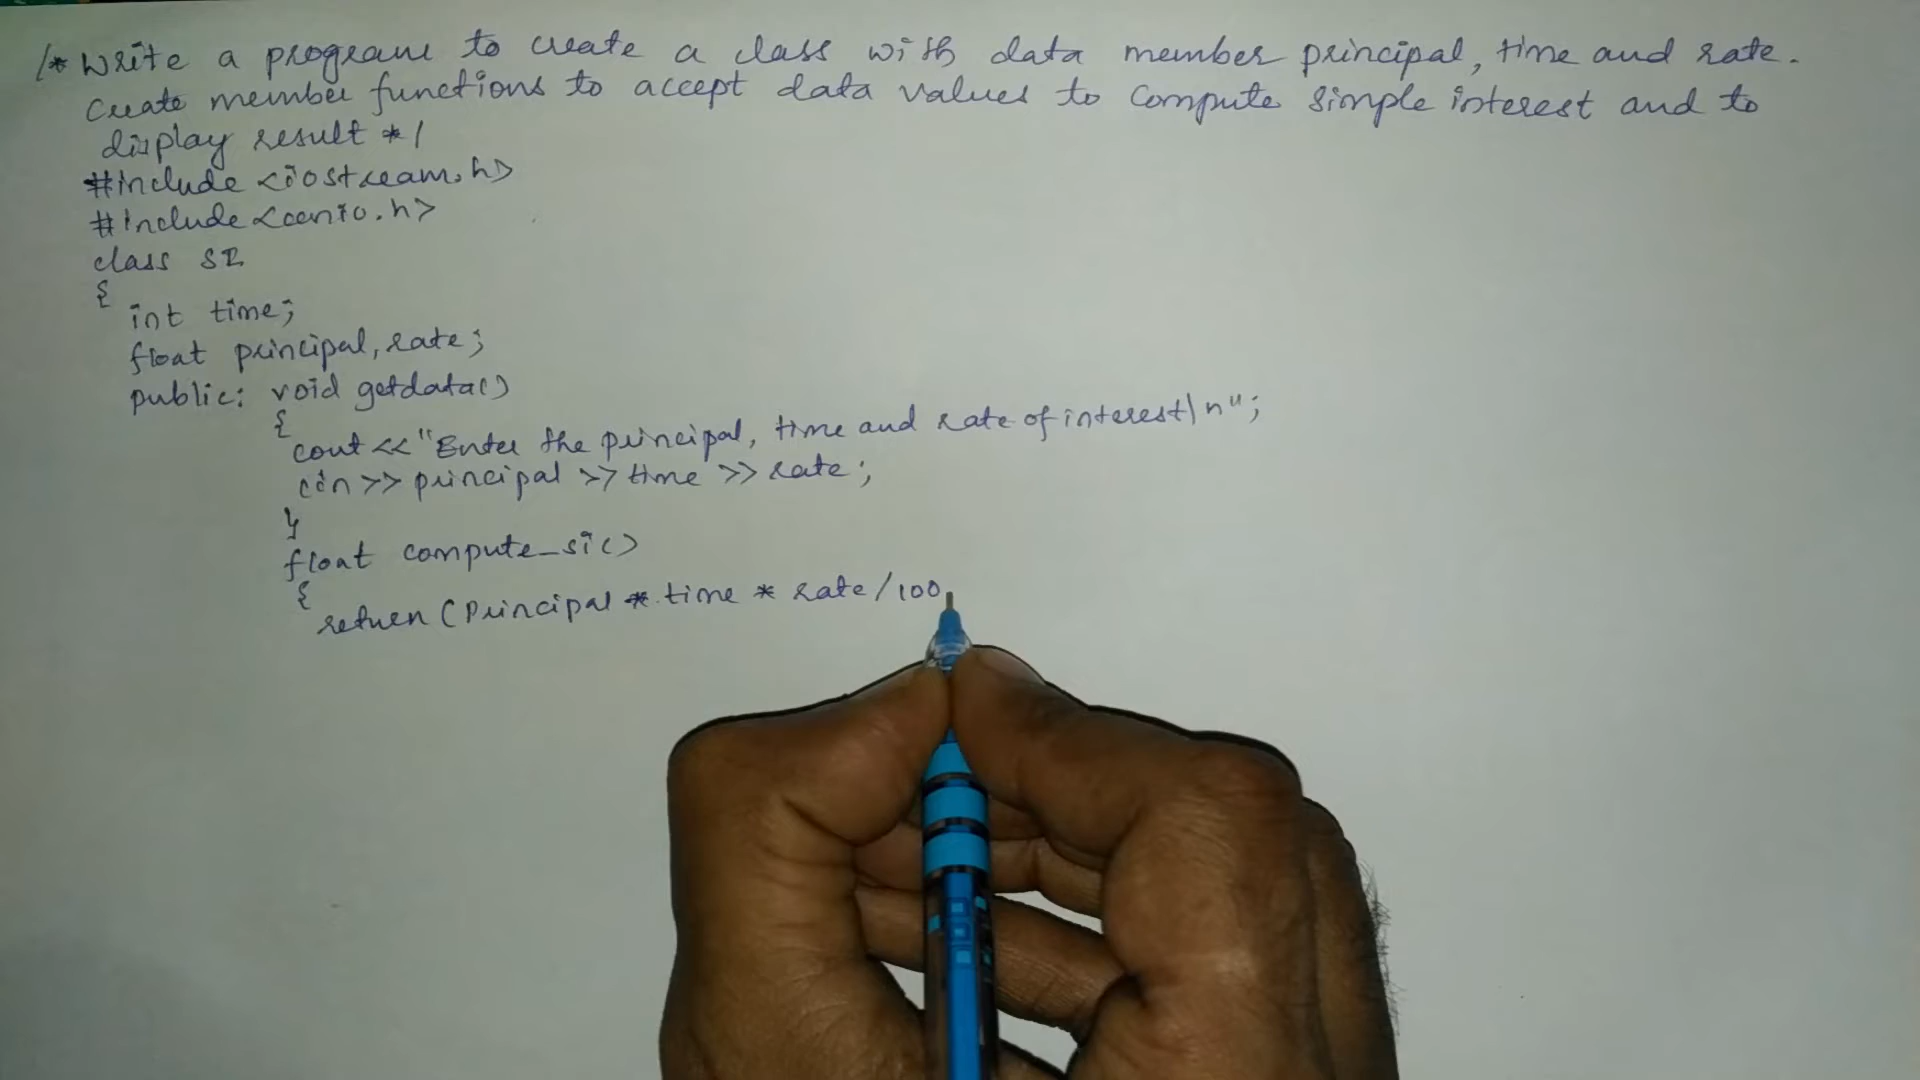 /* Write a program to create a class with data member principal, time and rate.
Create member functions to accept data values to compute simple interest and to
display result */
#include <iostream.h>
#include <conio.h>
class SI
{
int time;
float principal, rate;
public: void getdata()
{
cout << "Enter the principal, time and rate of interest\n";
cin >> principal >> time >> rate;
}
float compute_si()
{
return (Principal * time * rate/100